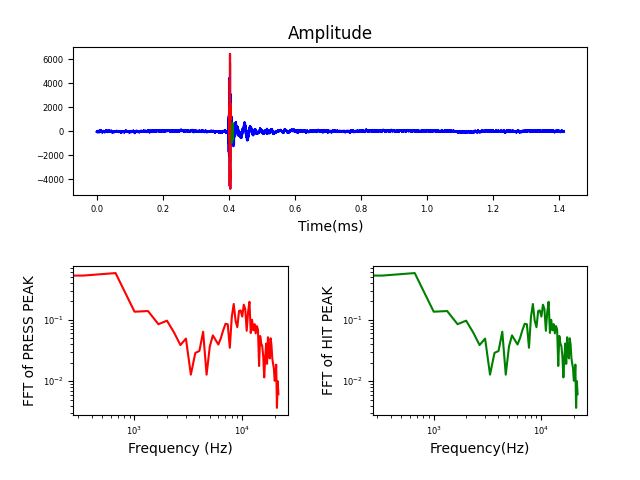 Amplitude
6000
4000
2000
0
−2000
−4000
0.0 0.2 0.4 0.6 0.8 1.0 1.2 1.4
Time(ms)
FFT of PRESS PEAK
10⁻¹
10⁻²
10³ 10⁴
Frequency (Hz)
FFT of HIT PEAK
10⁻¹
10⁻²
10³ 10⁴
Frequency(Hz)